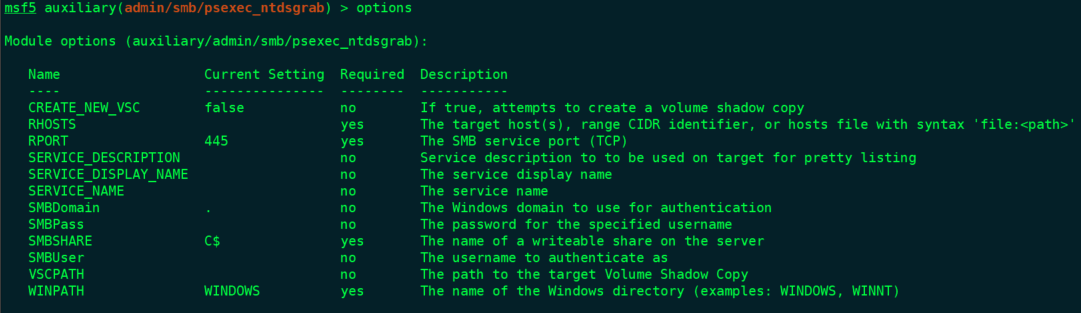 msf5 auxiliary(admin/smb/psexec_ntdsgrab) > options
Module options (auxiliary/admin/smb/psexec_ntdsgrab):
Name Current Setting Required Description
---- --------------- -------- -----------
CREATE_NEW_VSC false no If true, attempts to create a volume shadow copy
RHOSTS yes The target host(s), range CIDR identifier, or hosts file with syntax 'file:<path>'
RPORT 445 yes The SMB service port (TCP)
SERVICE_DESCRIPTION no Service description to to be used on target for pretty listing
SERVICE_DISPLAY_NAME no The service display name
SERVICE_NAME no The service name
SMBDomain . no The Windows domain to use for authentication
SMBPass no The password for the specified username
SMBSHARE C$ yes The name of a writeable share on the server
SMBUser no The username to authenticate as
VSCPATH no The path to the target Volume Shadow Copy
WINPATH WINDOWS yes The name of the Windows directory (examples: WINDOWS, WINNT)